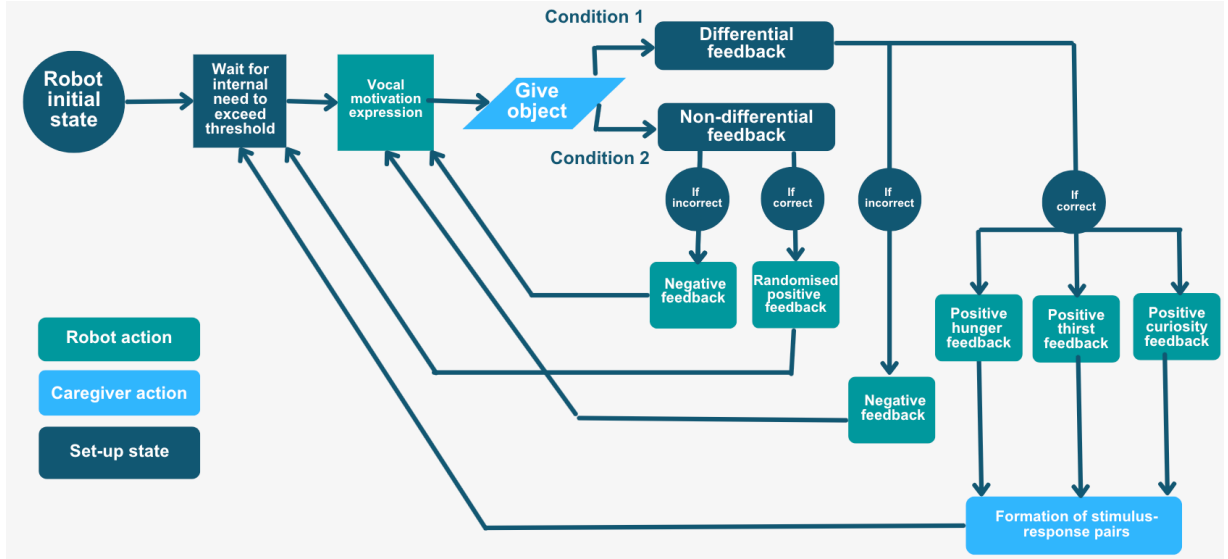 Condition 1
Robot
initial
state
Wait for
internal
need to
exceed
threshold
Vocal
motivation
expression
Give
object
Differential
feedback
Non-differential
feedback
Condition 2
If
incorrect
If
correct
If
incorrect
If
correct
Negative
feedback
Randomised
positive
feedback
Positive
hunger
feedback
Positive
thirst
feedback
Positive
curiosity
feedback
Negative
feedback
Robot action
Caregiver action
Set-up state
Formation of stimulus-
response pairs